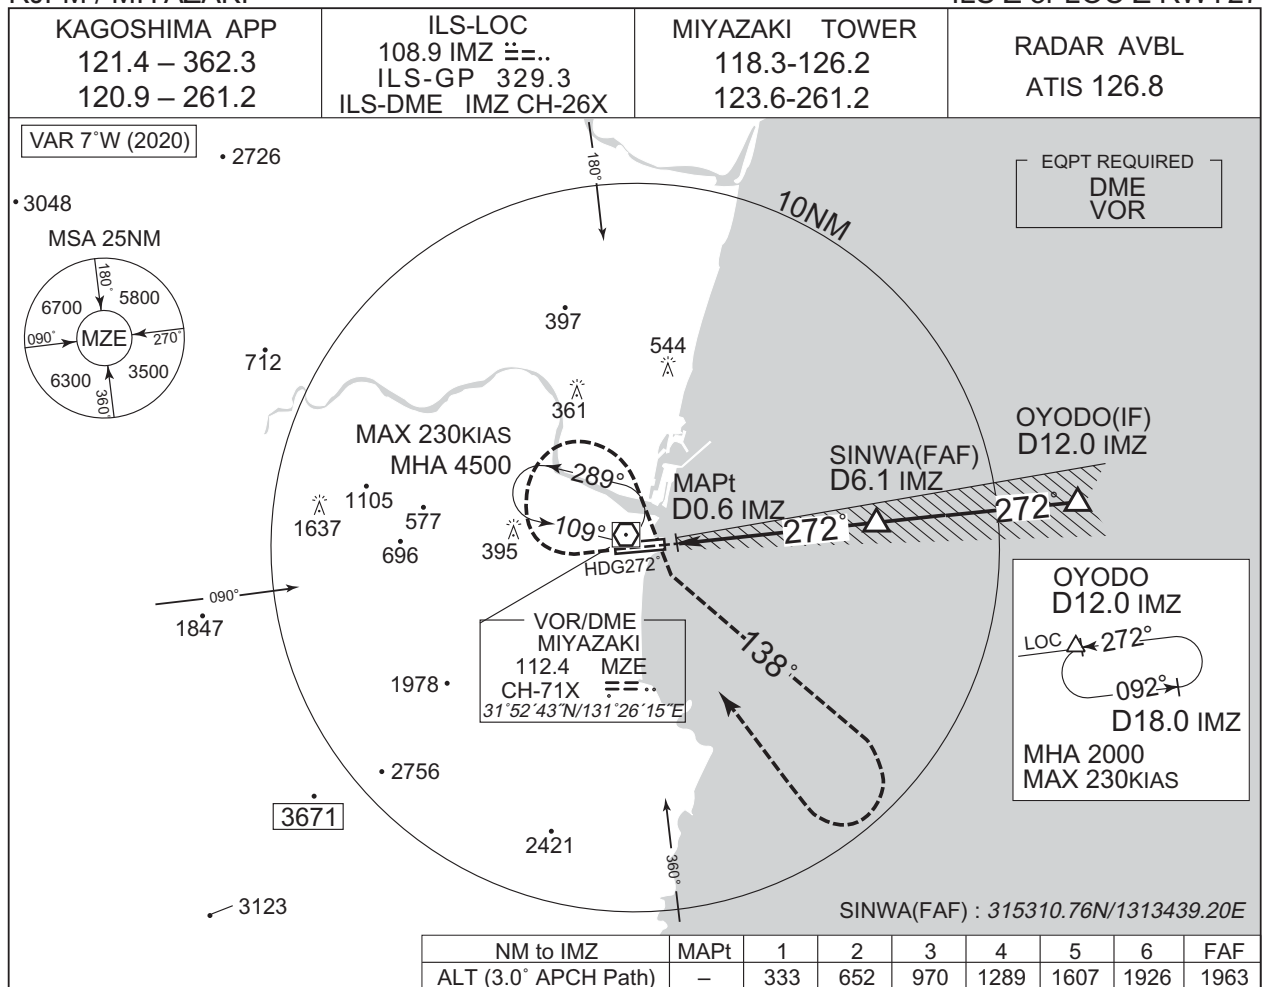 RJFM / MIYAZAKI
ILS Z or LOC Z RWY27
KAGOSHIMA APP
121.4 – 362.3
120.9 – 261.2
ILS-LOC
108.9 IMZ
ILS-GP 329.3
ILS-DME IMZ CH-26X
MIYAZAKI TOWER
118.3-126.2
123.6-261.2
RADAR AVBL
ATIS 126.8
VAR 7˚W (2020)
2726
3048
180˚
10NM
EQPT REQUIRED
DME
VOR
MSA 25NM
180˚
6700
5800
090˚
MZE
270˚
6300
3500
360˚
397
544
712
361
MAX 230KIAS
MHA 4500
289˚
109˚
1105
1637
577
696
395
HDG272˚
MAPt
D0.6 IMZ
SINWA(FAF)
D6.1 IMZ
OYODO(IF)
D12.0 IMZ
272˚
272˚
090˚
1847
VOR/DME
MIYAZAKI
112.4 MZE
CH-71X
31˚52´43˝N/131˚26´15˝E
138˚
OYODO
D12.0 IMZ
LOC
272˚
092˚
D18.0 IMZ
MHA 2000
MAX 230KIAS
1978
2756
3671
2421
360˚
3123
SINWA(FAF) : 315310.76N/1313439.20E
NM to IMZ MAPt 1 2 3 4 5 6 FAF
ALT (3.0˚ APCH Path) – 333 652 970 1289 1607 1926 1963